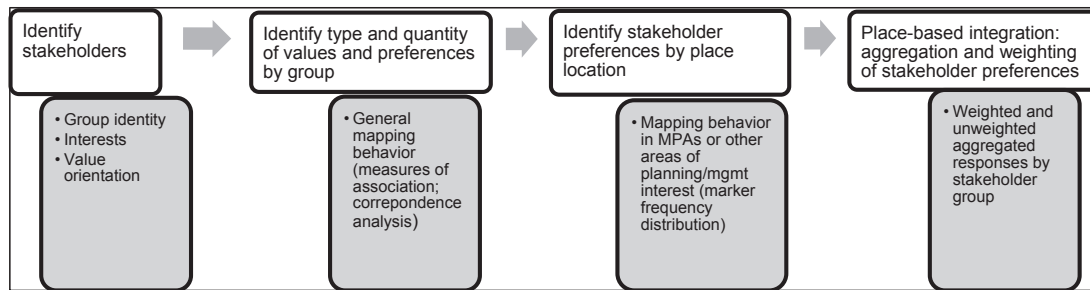 Identify
stakeholders
• Group identity
• Interests
• Value
orientation
Identify type and quantity
of values and preferences
by group
• General
mapping
behavior
(measures of
association;
correpondence
analysis)
Identify stakeholder
preferences by place
location
• Mapping behavior
in MPAs or other
areas of
planning/mgmt
interest (marker
frequency
distribution)
Place-based integration:
aggregation and weighting
of stakeholder preferences
• Weighted and
unweighted
aggregated
responses by
stakeholder
group